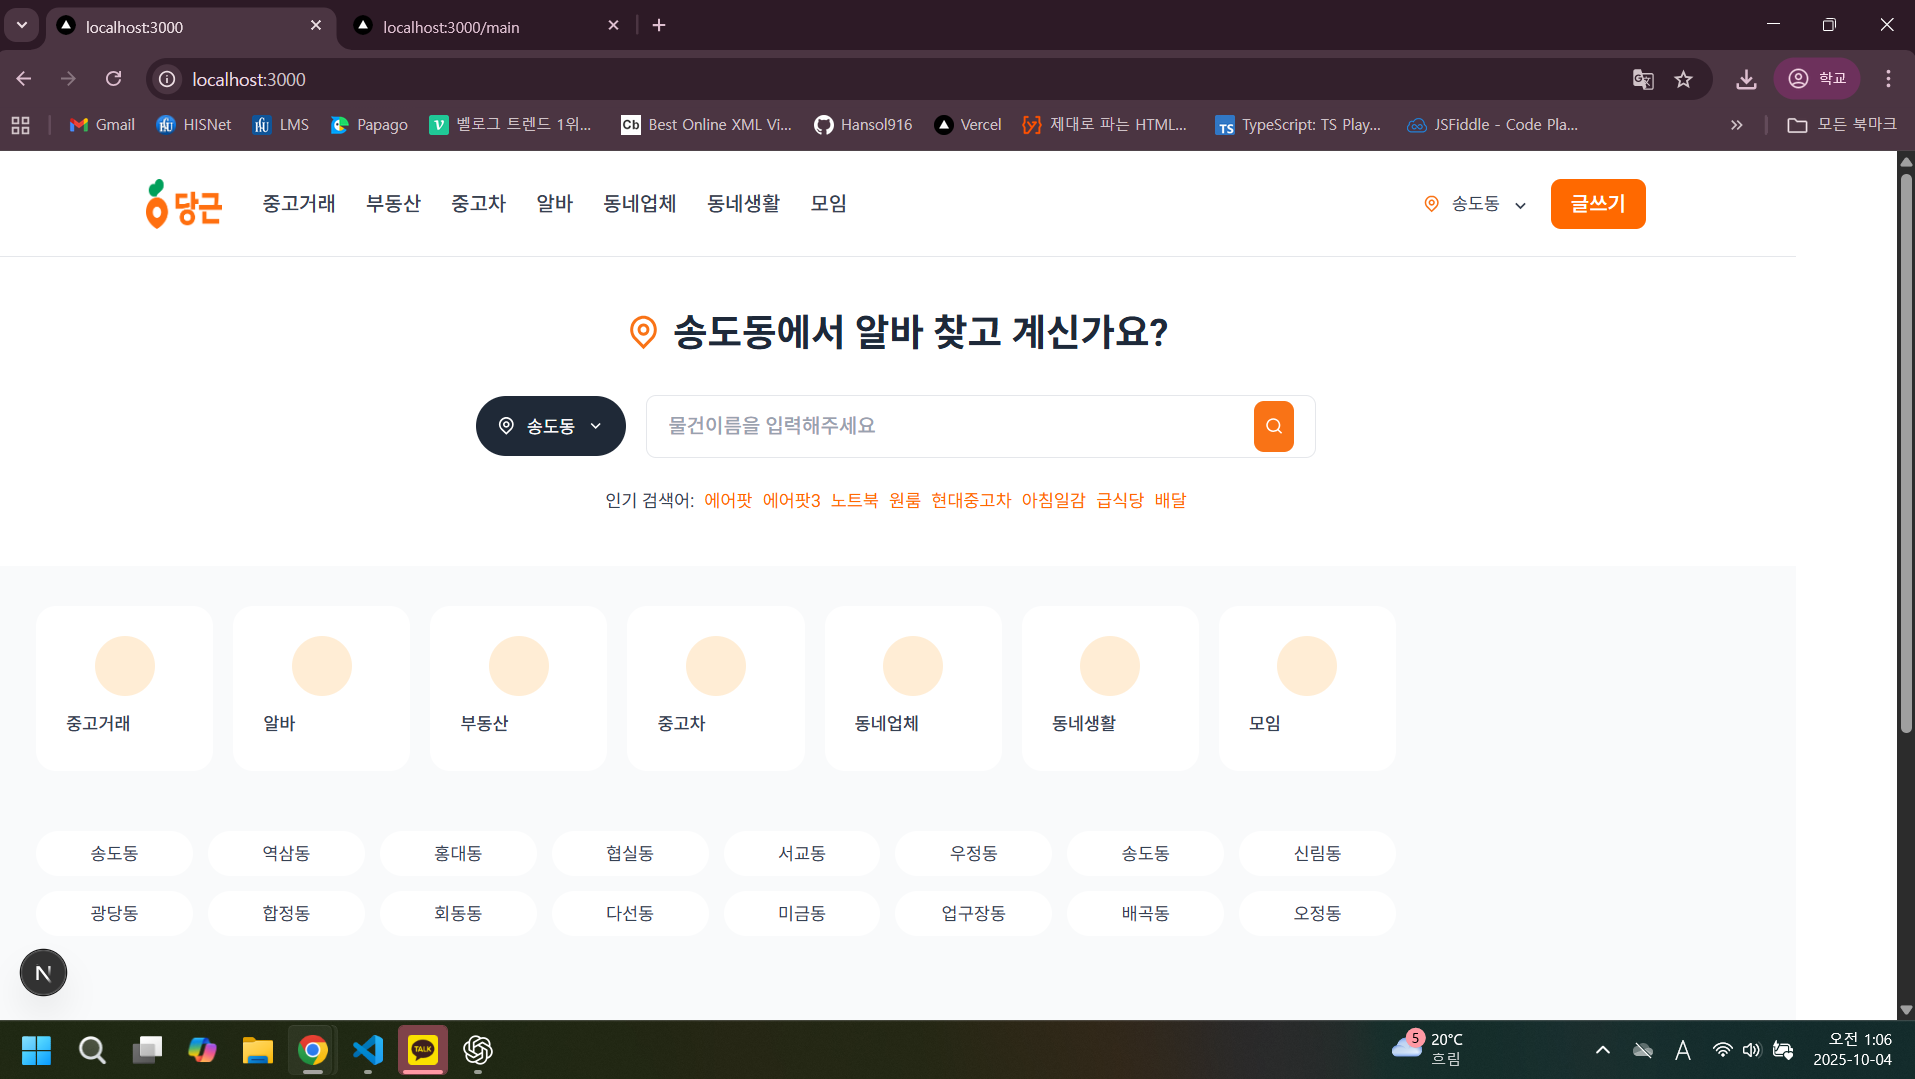 localhost:3000
localhost:3000/main
localhost:3000
학교
Gmail
HISNet
LMS
Papago
벨로그 트렌드 1위...
Best Online XML Vi...
Hansol916
Vercel
제대로 파는 HTML...
TypeScript: TS Play...
JSFiddle - Code Pla...
모든 북마크
당근
중고거래
부동산
중고차
알바
동네업체
동네생활
모임
송도동
글쓰기
송도동에서 알바 찾고 계신가요?
송도동
물건이름을 입력해주세요
인기 검색어: 에어팟 에어팟3 노트북 원룸 현대중고차 아침일감 급식당 배달
중고거래
알바
부동산
중고차
동네업체
동네생활
모임
송도동
역삼동
홍대동
협실동
서교동
우정동
송도동
신림동
광당동
합정동
회동동
다선동
미금동
업구장동
배곡동
오정동
N
TALK
5
20°C
흐림
A
오전 1:06
2025-10-04